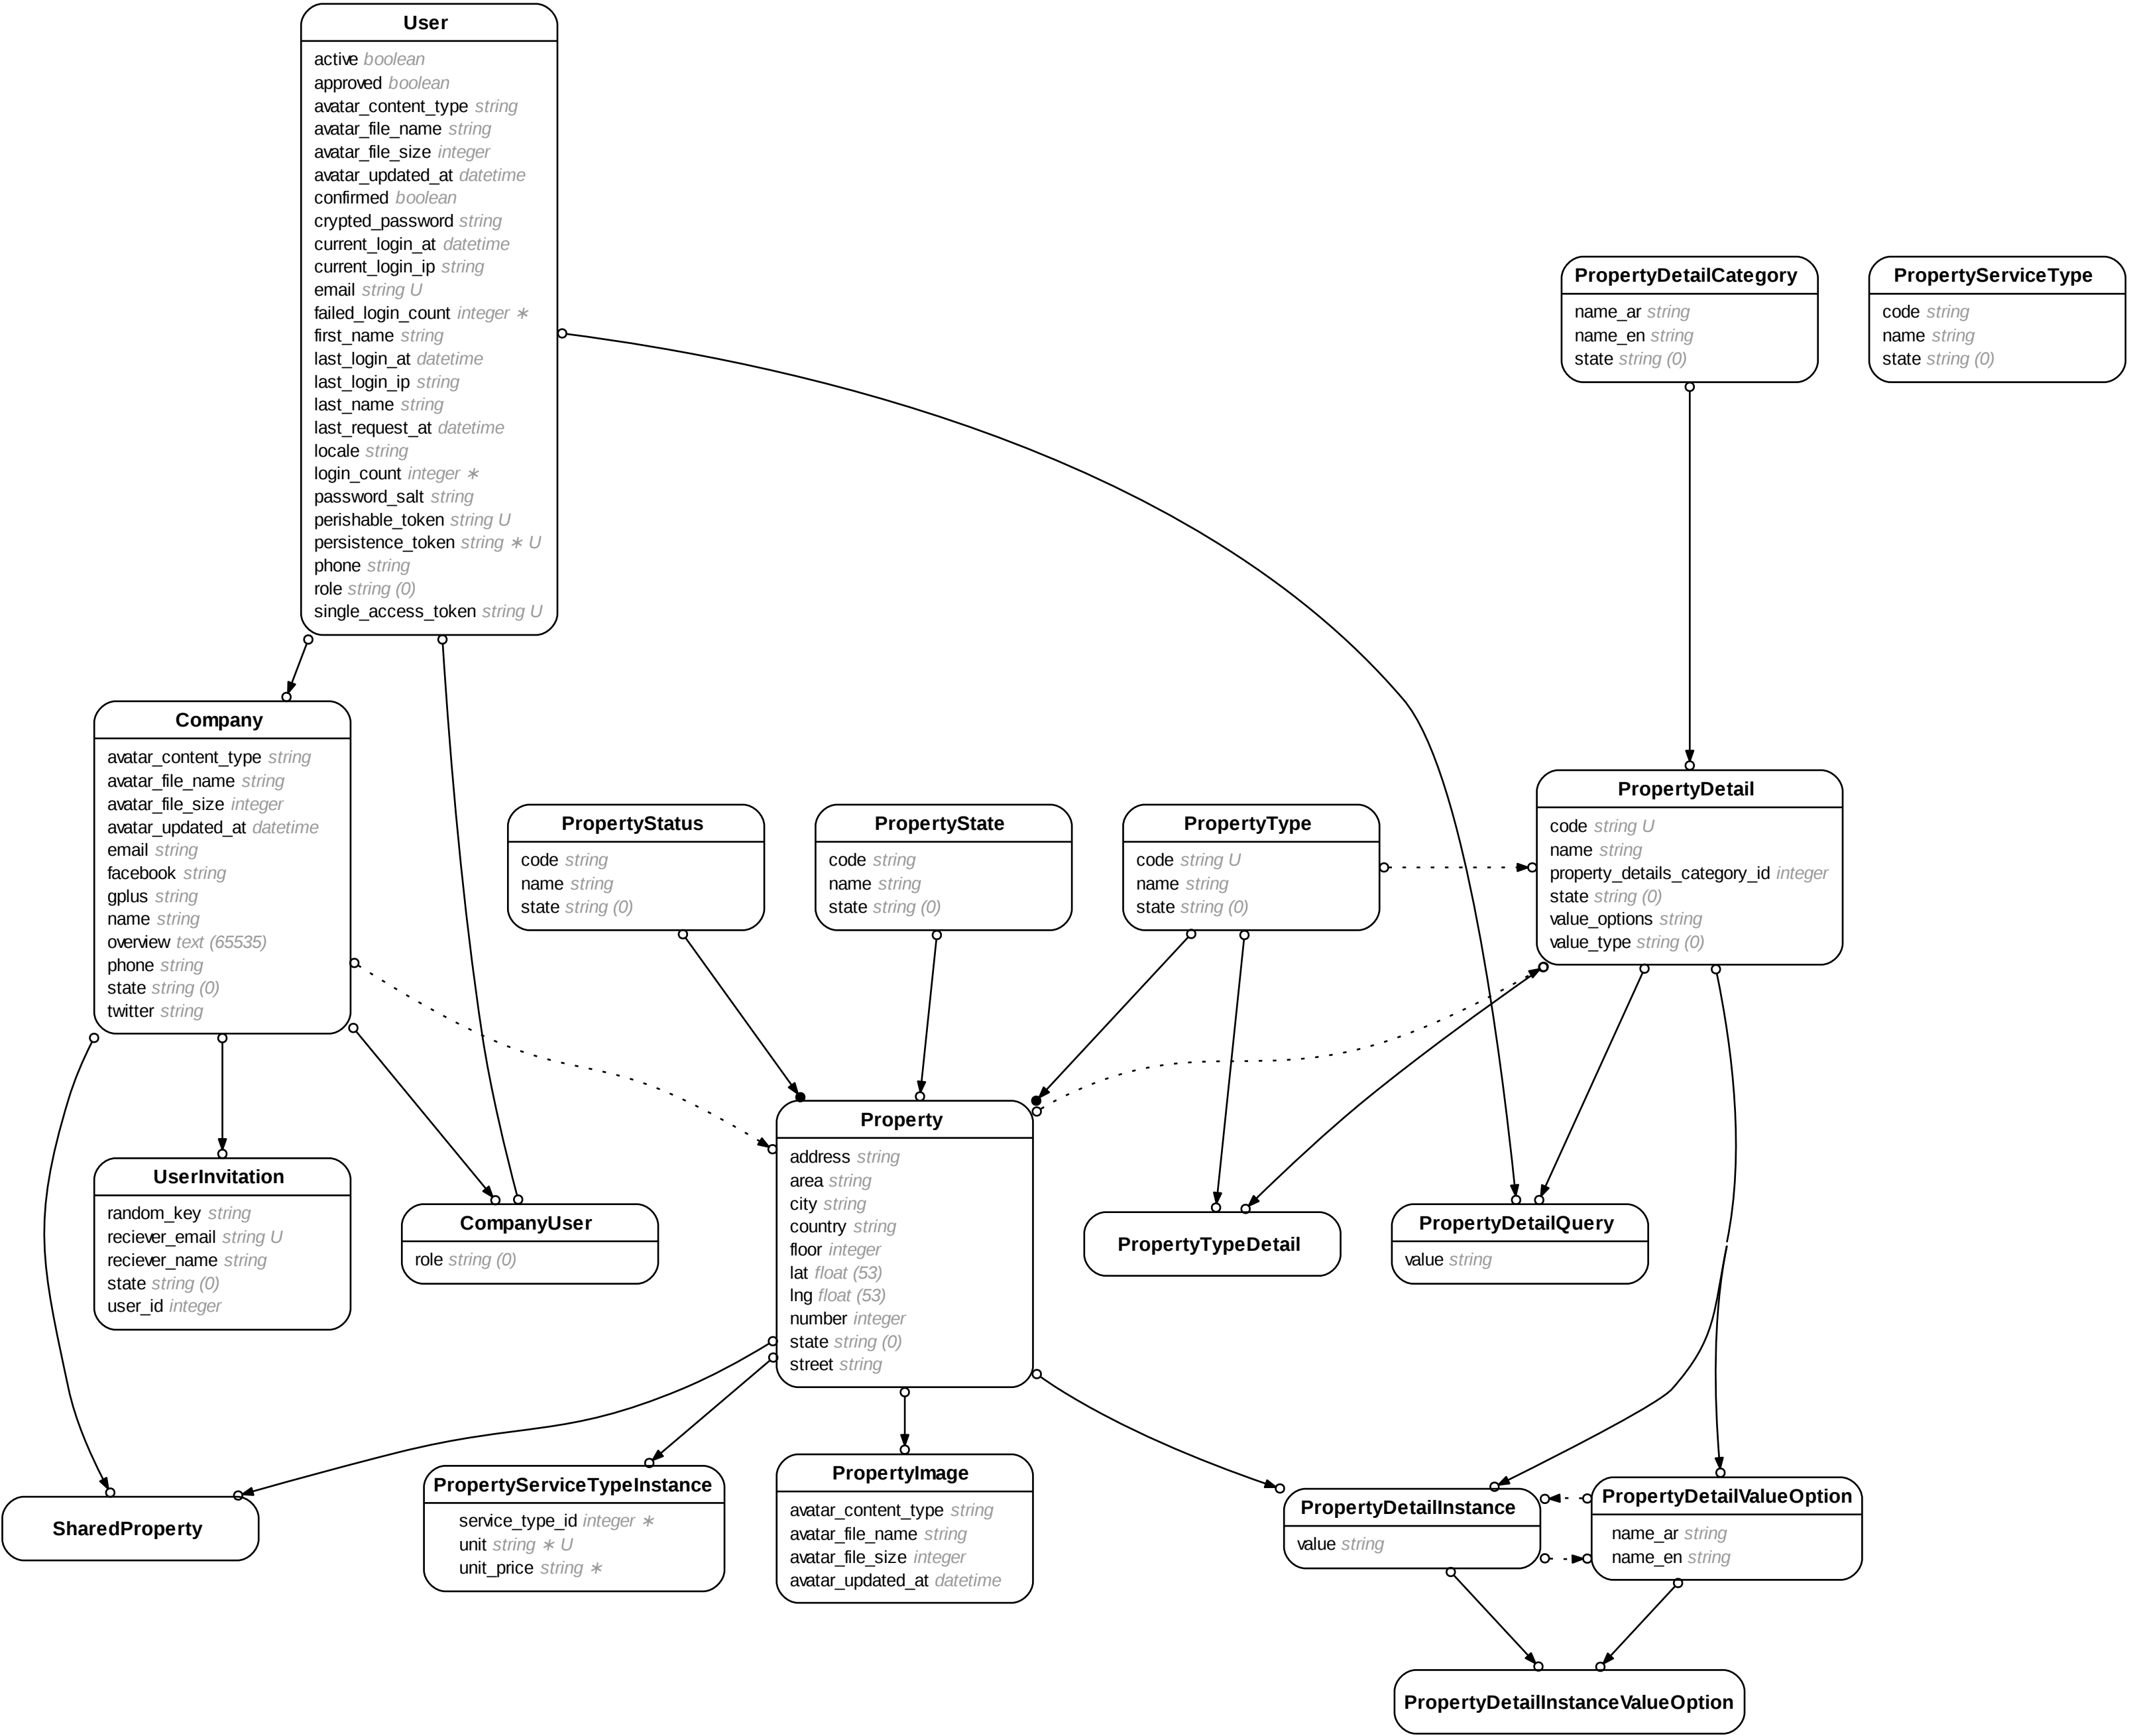 User
active boolean
approved boolean
avatar_content_type string
avatar_file_name string
avatar_file_size integer
avatar_updated_at datetime
confirmed boolean
crypted_password string
current_login_at datetime
current_login_ip string
email string U
failed_login_count integer ∗
first_name string
last_login_at datetime
last_login_ip string
last_name string
last_request_at datetime
locale string
login_count integer ∗
password_salt string
perishable_token string U
persistence_token string ∗ U
phone string
role string (0)
single_access_token string U
PropertyDetailCategory
name_ar string
name_en string
state string (0)
PropertyServiceType
code string
name string
state string (0)
Company
avatar_content_type string
avatar_file_name string
avatar_file_size integer
avatar_updated_at datetime
email string
facebook string
gplus string
name string
overview text (65535)
phone string
state string (0)
twitter string
PropertyStatus
code string
name string
state string (0)
PropertyState
code string
name string
state string (0)
PropertyType
code string U
name string
state string (0)
PropertyDetail
code string U
name string
property_details_category_id integer
state string (0)
value_options string
value_type string (0)
UserInvitation
random_key string
reciever_email string U
reciever_name string
state string (0)
user_id integer
CompanyUser
role string (0)
Property
address string
area string
city string
country string
floor integer
lat float (53)
lng float (53)
number integer
state string (0)
street string
PropertyTypeDetail
PropertyDetailQuery
value string
SharedProperty
PropertyServiceTypeInstance
service_type_id integer ∗
unit string ∗ U
unit_price string ∗
PropertyImage
avatar_content_type string
avatar_file_name string
avatar_file_size integer
avatar_updated_at datetime
PropertyDetailInstance
value string
PropertyDetailValueOption
name_ar string
name_en string
PropertyDetailInstanceValueOption